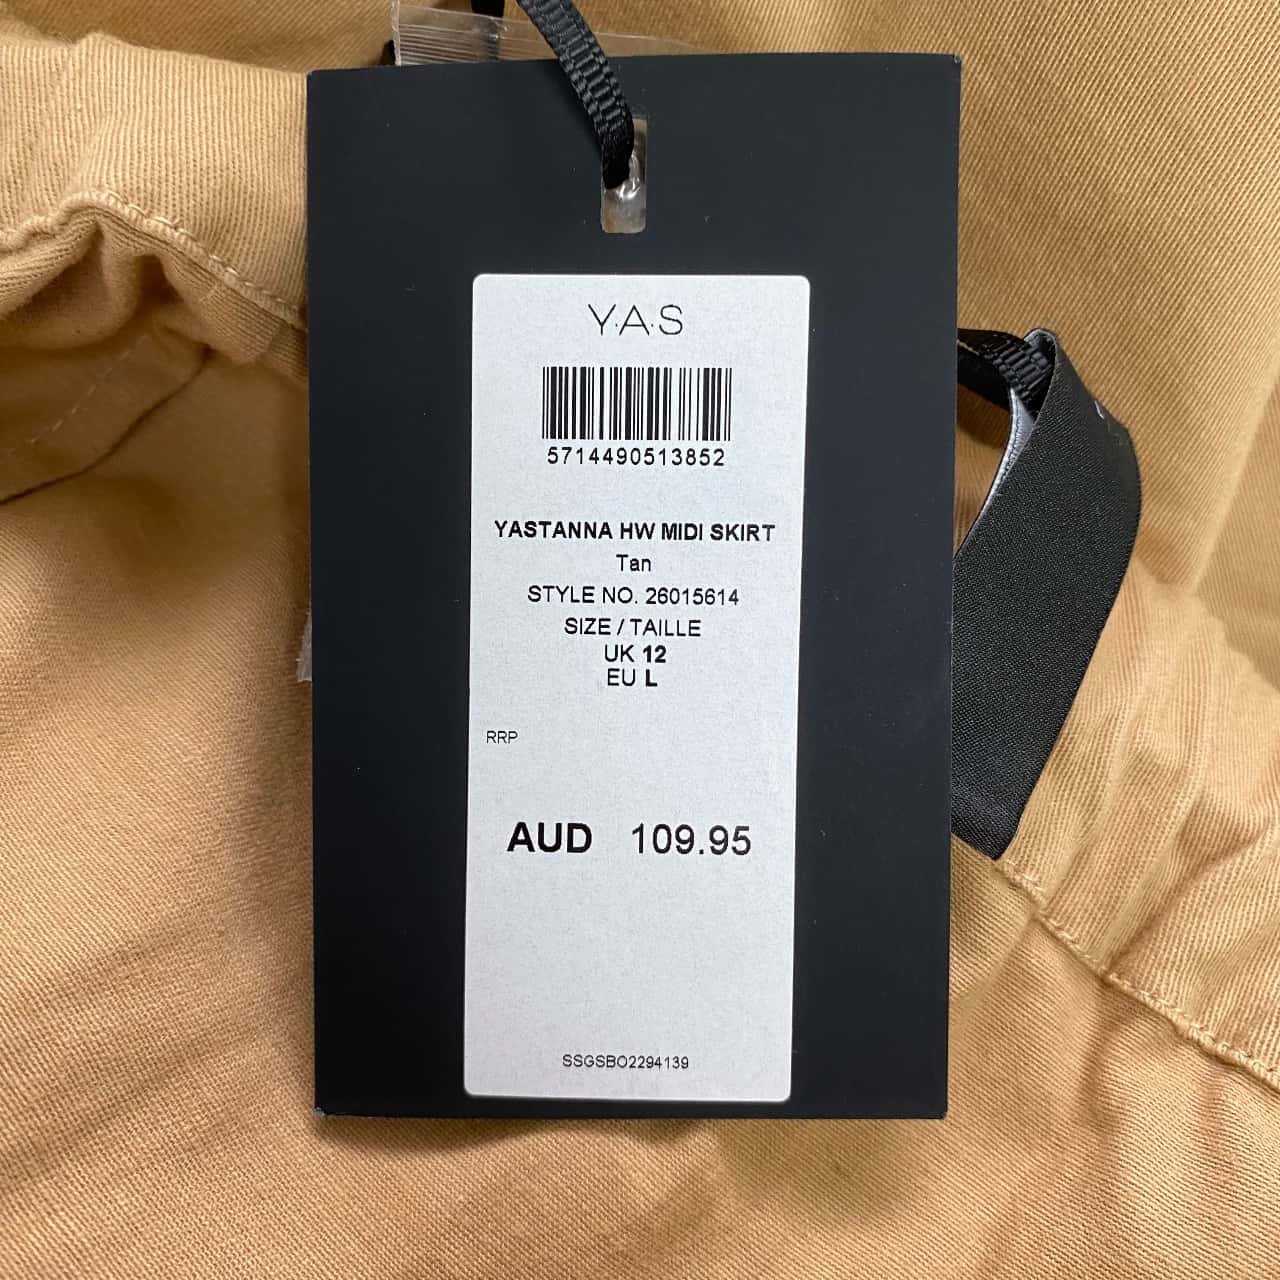 Y.A.S
5714490513852
YASTANNA HW MIDI SKIRT
Tan
STYLE NO. 26015614
SIZE / TAILLE
UK 12
EU L
RRP
AUD 109.95
SSGSBO2294139